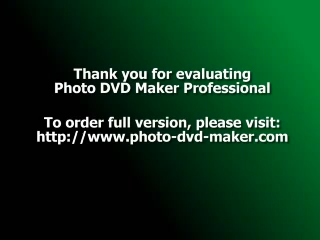 Thank you for evaluating
Photo DVD Maker Professional
To order full version, please visit:
http://www.photo-dvd-maker.com